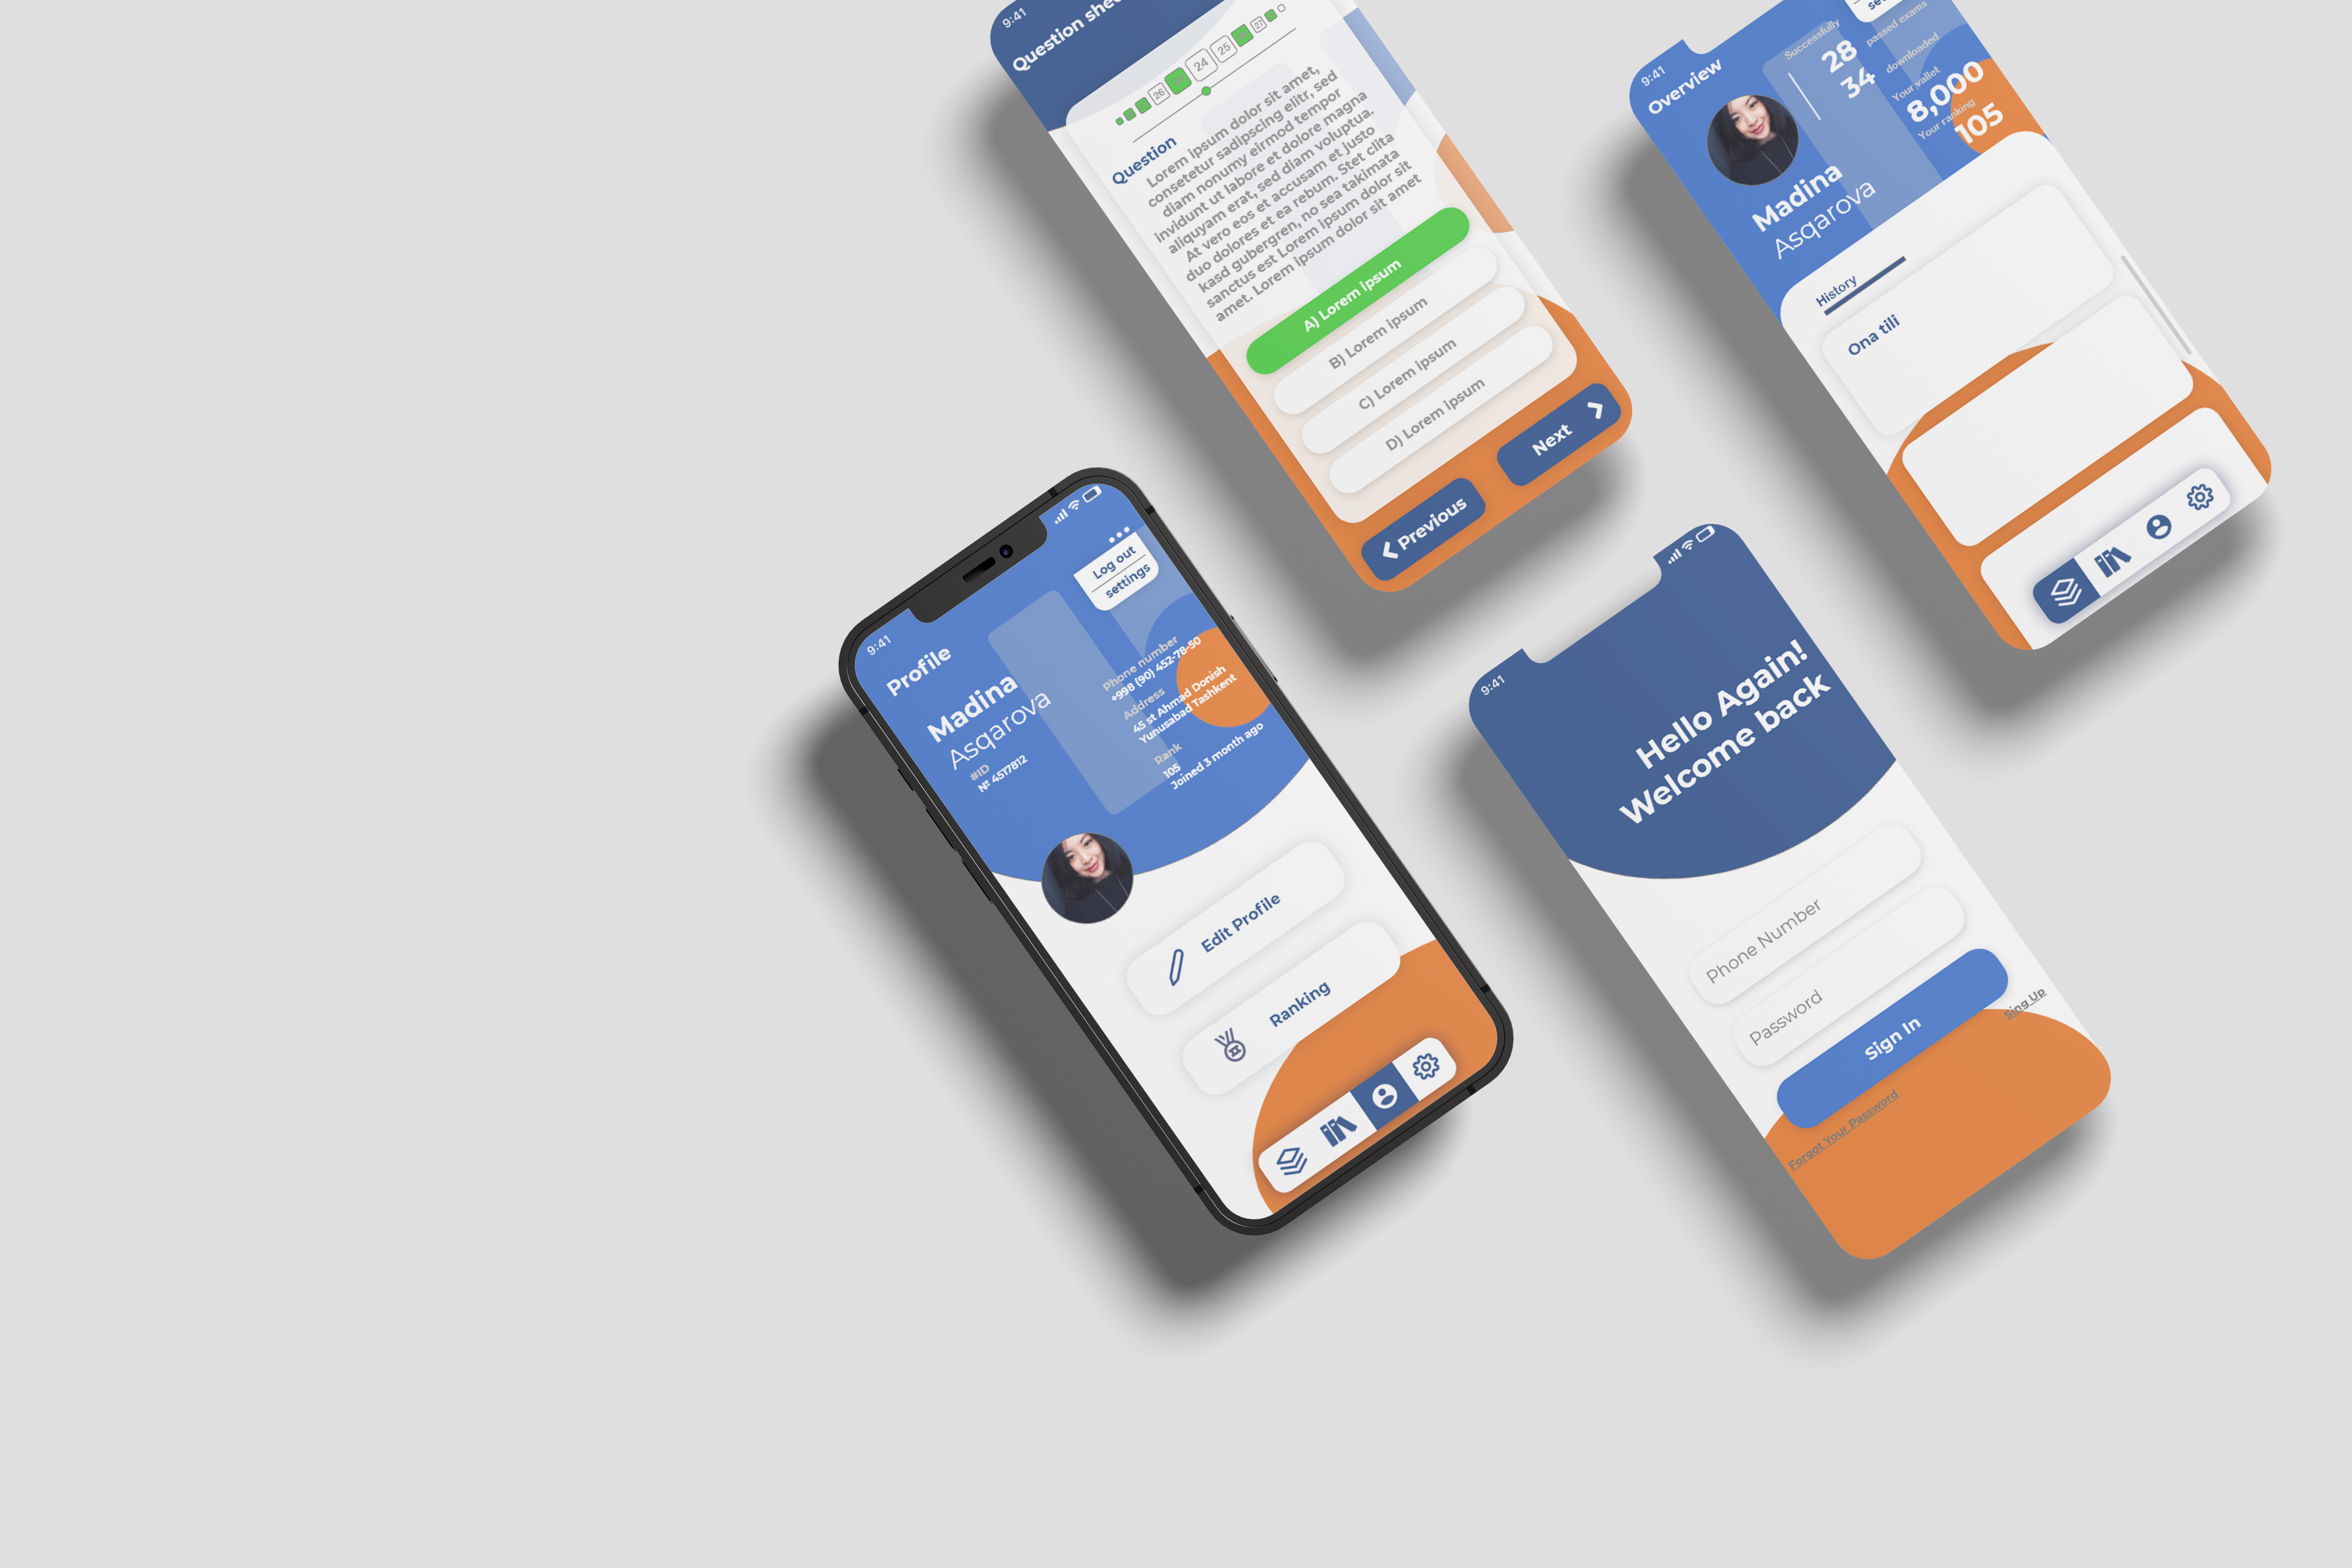 9:41
Question
Question
26
24
25
27
Lorem ipsum dolor sit amet,
consetetur sadipscing elitr, sed
diam nonumy eirmod tempor
invidunt ut labore et dolore magna
aliquyam erat, sed diam voluptua.
At vero eos et accusam et justo
duo dolores et ea rebum. Stet clita
kasd gubergren, no sea takimata
sanctus est Lorem ipsum dolor sit
amet. Lorem ipsum dolor sit amet
A) Lorem ipsum
B) Lorem ipsum
C) Lorem ipsum
D) Lorem ipsum
Previous
Next
9:41
Overview
Madina
Asqarova
Successfully
28
passed exams
34
downloaded
Your wallet
8,000
Your ranking
105
History
Ona tili
9:41
Profile
Log out
settings
Madina
Asqarova
#ID
№ 4517812
Phone number
+998 (90) 452-78-50
Address
45 st Ahmad Donish
Yunusabad Tashkent
Rank
105
Joined 3 month ago
Edit Profile
Ranking
9:41
Hello Again!
Welcome back
Phone Number
Password
Sign In
Sing Up
Forgot Your Password